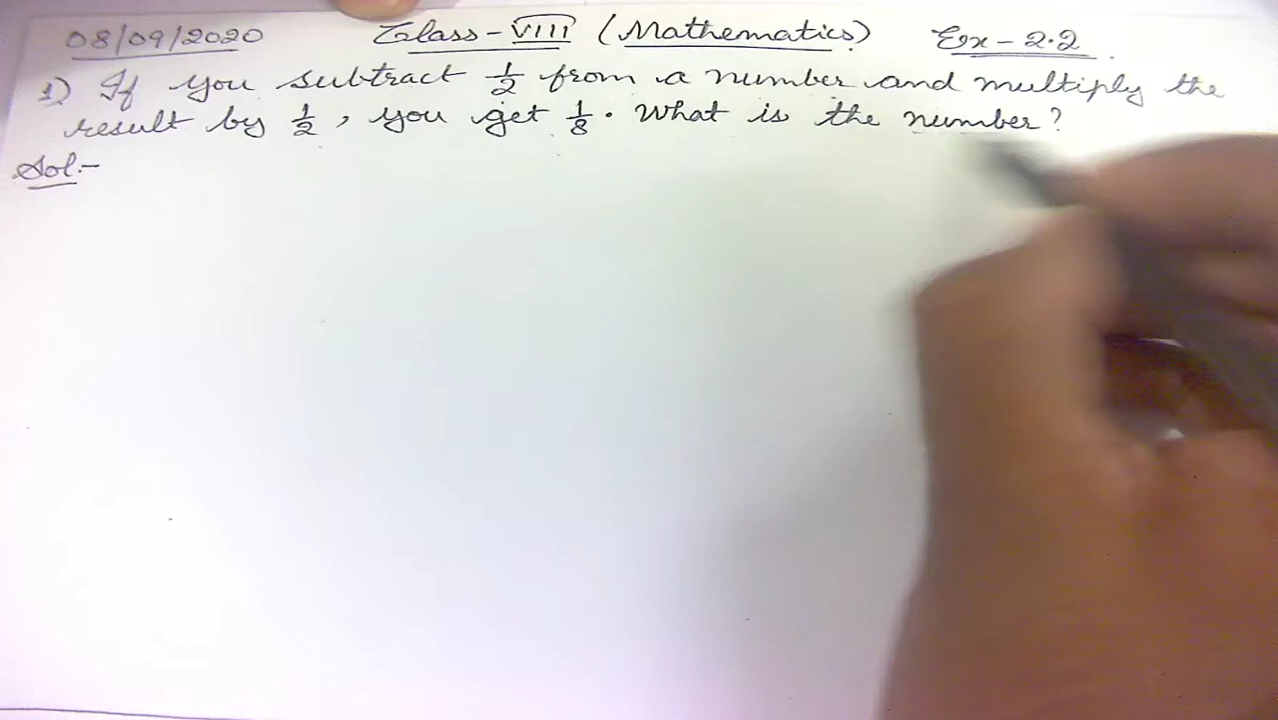 08/09/2020 Class-VIII (Mathematics) Ex-2.2
1) If you subtract 1/2 from a number and multiply the
result by 1/2, you get 1/8. What is the number?
Sol:-